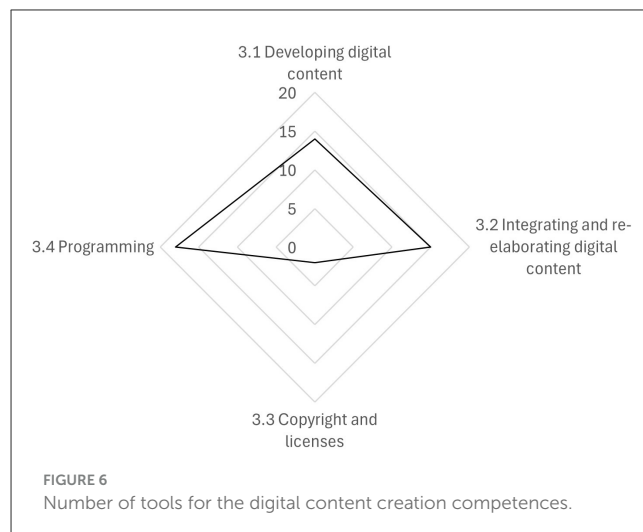 3.1 Developing digital
content
20
15
10
5
0
3.4 Programming
3.2 Integrating and re-
elaborating digital
content
3.3 Copyright and
licenses
FIGURE 6
Number of tools for the digital content creation competences.